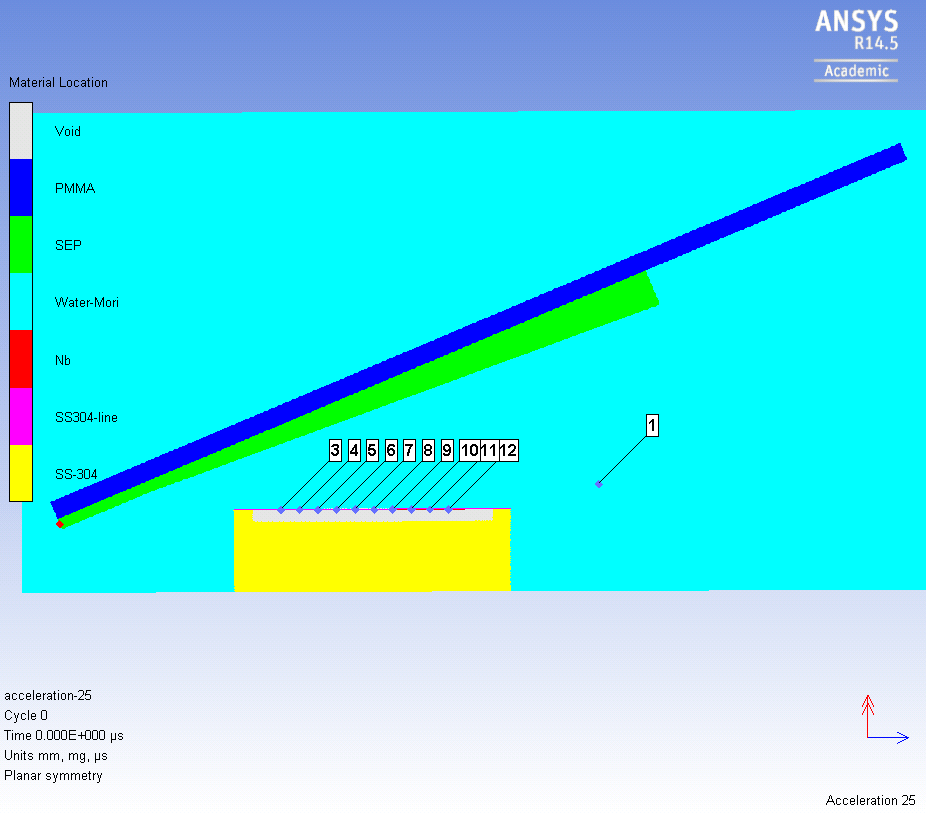 ANSYS
R14.5
Academic
Material Location
Void
PMMA
SEP
Water-Mori
Nb
SS304-line
SS-304
1
3 4 5 6 7 8 9 10 11 12
acceleration-25
Cycle 0
Time 0.000E+000 µs
Units mm, mg, µs
Planar symmetry
Acceleration 25